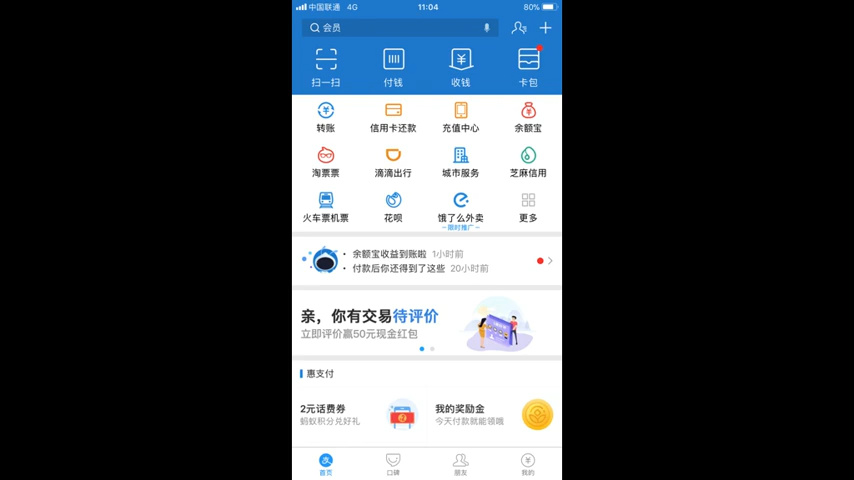 中国联通 4G 11:04 80%
会员
扫一扫 付钱 收钱 卡包
转账 信用卡还款 充值中心 余额宝
淘票票 滴滴出行 城市服务 芝麻信用
火车票机票 花呗 饿了么外卖 更多
限时推广
余额宝收益到账啦 1小时前
付款后你还得到了这些 20小时前
亲，你有交易待评价
立即评价赢50元现金红包
惠支付
2元话费券 我的奖励金
蚂蚁积分兑好礼 今天付款就能领哦
首页 口碑 朋友 我的